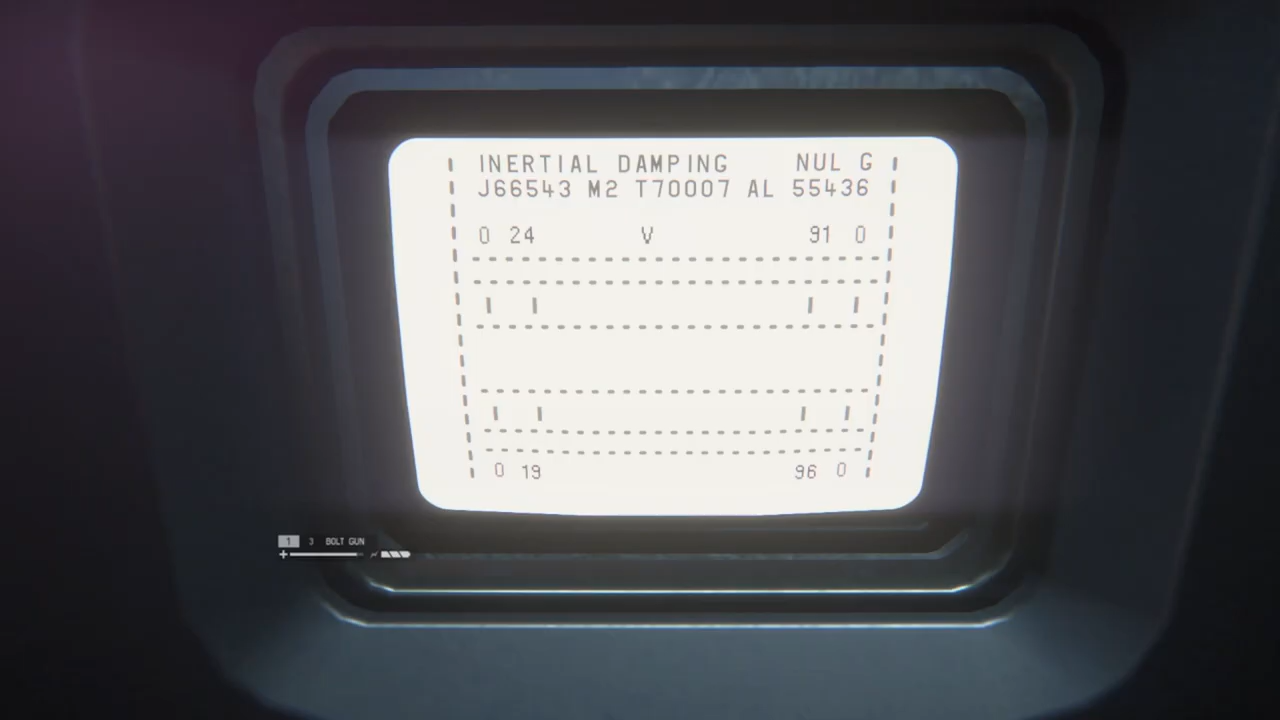 INERTIAL DAMPING NUL G
J66543 M2 T70007 AL 55436
0 24 V 91 0
0 19 96 0
1 3 BOLT GUN